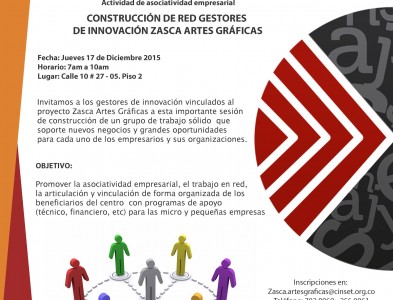 Actividad de asociatividad empresarial
CONSTRUCCIÓN DE RED GESTORES
DE INNOVACIÓN ZASCA ARTES GRÁFICAS
Fecha: Jueves 17 de Diciembre 2015
Horario: 7am a 10am
Lugar: Calle 10 # 27 - 05. Piso 2
Invitamos a los gestores de innovación vinculados al
proyecto Zasca Artes Gráficas a esta importante sesión
de construcción de un grupo de trabajo sólido que
soporte nuevos negocios y grandes oportunidades
para cada uno de los empresarios y sus organizaciones.
OBJETIVO:
Promover la asociatividad empresarial, el trabajo en red,
la articulación y vinculación de forma organizada de los
beneficiarios del centro con programas de apoyo
(técnico, financiero, etc) para las micro y pequeñas empresas
Inscripciones en:
Zasca.artesgraficas@cinset.org.co